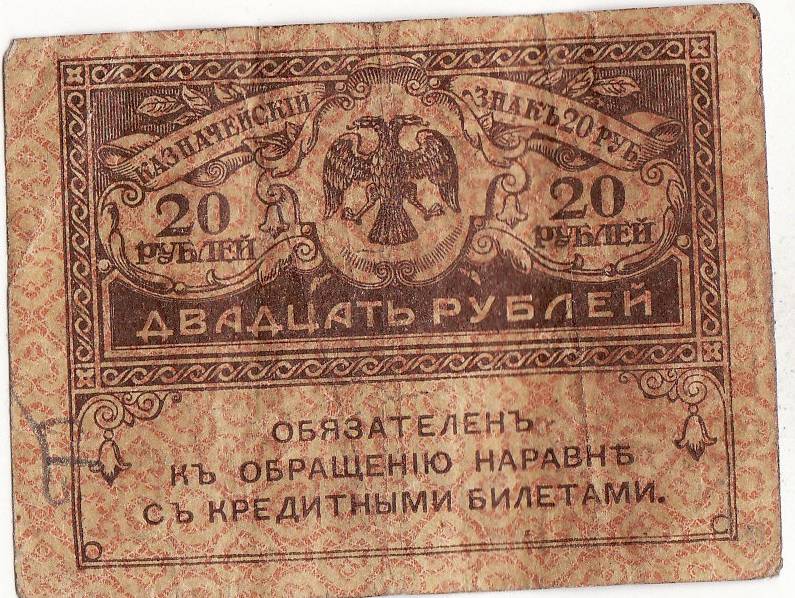 КАЗНАЧЕЙСКІЙ ЗНАКЪ 20 РУБ.
20 РУБЛЕЙ
20 РУБЛЕЙ
ДВАДЦАТЬ РУБЛЕЙ
ОБЯЗАТЕЛЕНЪ
КЪ ОБРАЩЕНІЮ НАРАВНѢ
СЪ КРЕДИТНЫМИ БИЛЕТАМИ.